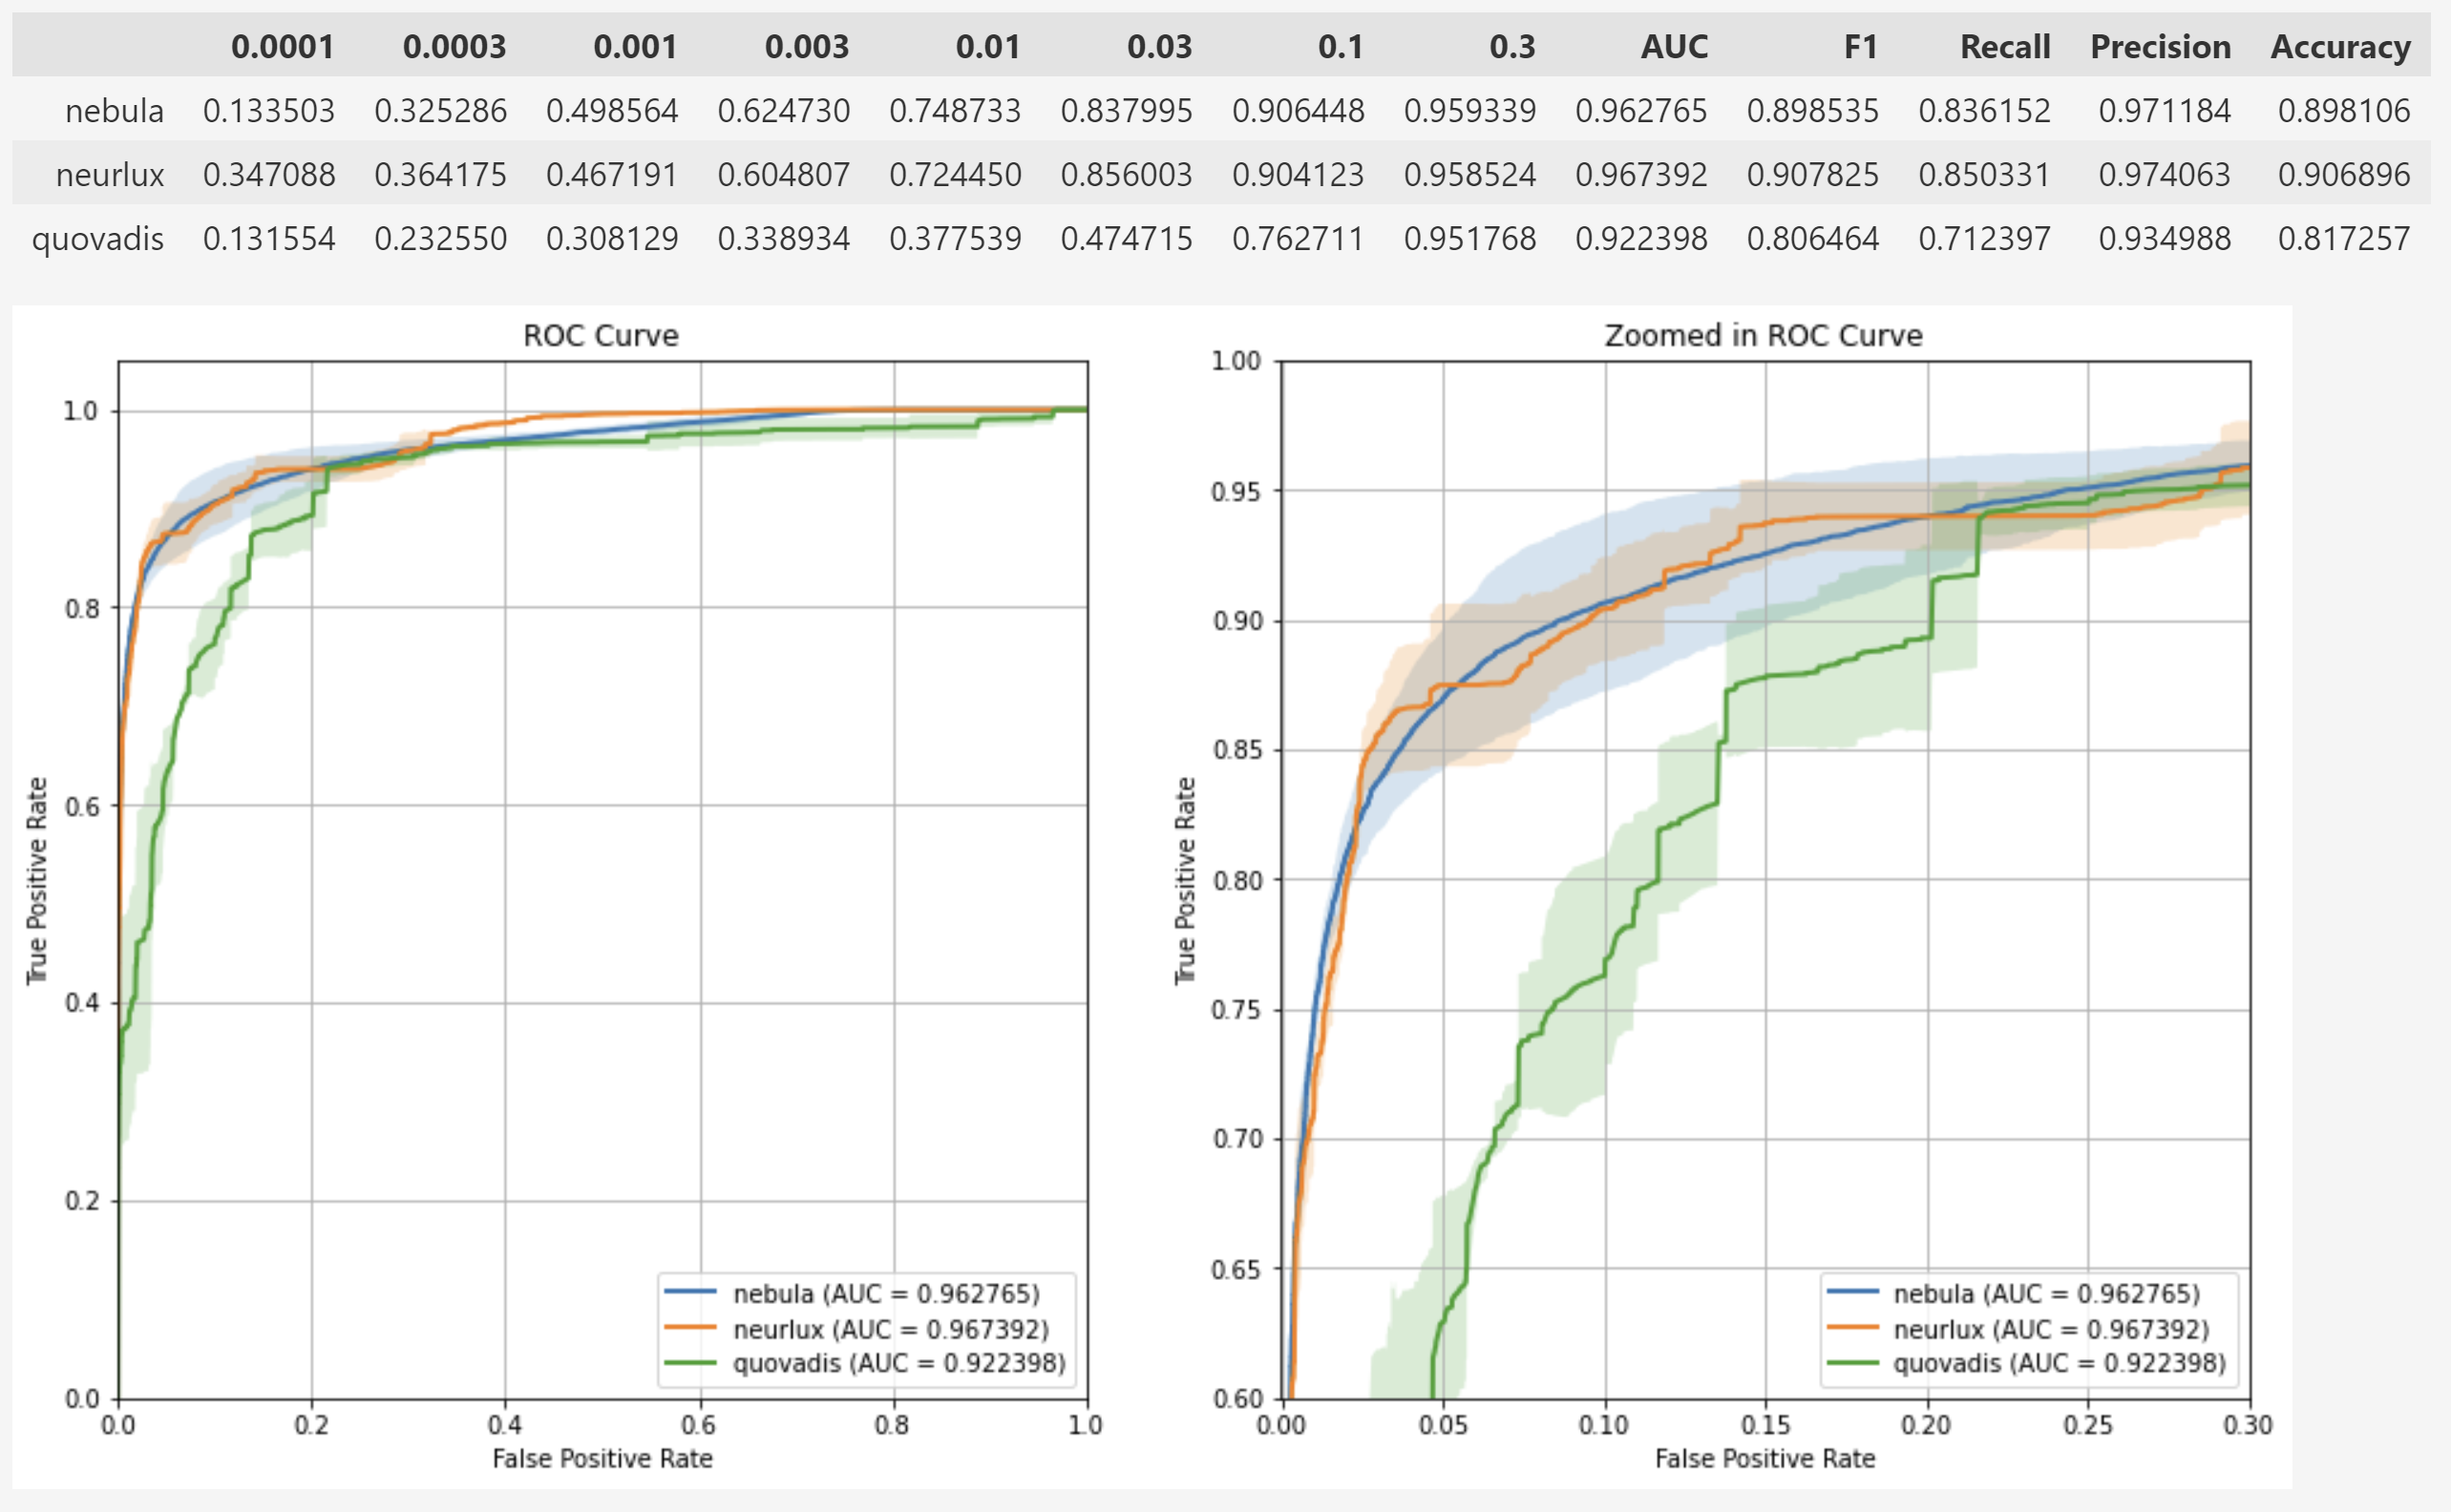 0.0001 0.0003 0.001 0.003 0.01 0.03 0.1 0.3 AUC F1 Recall Precision Accuracy
nebula 0.133503 0.325286 0.498564 0.624730 0.748733 0.837995 0.906448 0.959339 0.962765 0.898535 0.836152 0.971184 0.898106
neurlux 0.347088 0.364175 0.467191 0.604807 0.724450 0.856003 0.904123 0.958524 0.967392 0.907825 0.850331 0.974063 0.906896
quovadis 0.131554 0.232550 0.308129 0.338934 0.377539 0.474715 0.762711 0.951768 0.922398 0.806464 0.712397 0.934988 0.817257
ROC Curve
True Positive Rate
1.0
0.8
0.6
0.4
0.2
0.0
nebula (AUC = 0.962765)
neurlux (AUC = 0.967392)
quovadis (AUC = 0.922398)
0.0 0.2 0.4 0.6 0.8 1.0
False Positive Rate
Zoomed in ROC Curve
True Positive Rate
1.00
0.95
0.90
0.85
0.80
0.75
0.70
0.65
0.60
nebula (AUC = 0.962765)
neurlux (AUC = 0.967392)
quovadis (AUC = 0.922398)
0.00 0.05 0.10 0.15 0.20 0.25 0.30
False Positive Rate